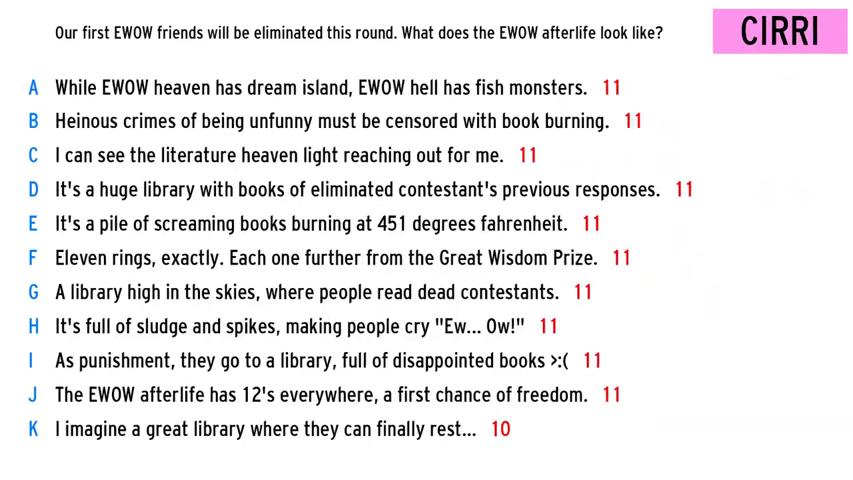 Our first EWOW friends will be eliminated this round. What does the EWOW afterlife look like?
CIRRI
A While EWOW heaven has dream island, EWOW hell has fish monsters. 11
B Heinous crimes of being unfunny must be censored with book burning. 11
C I can see the literature heaven light reaching out for me. 11
D It's a huge library with books of eliminated contestant's previous responses. 11
E It's a pile of screaming books burning at 451 degrees fahrenheit. 11
F Eleven rings, exactly. Each one further from the Great Wisdom Prize. 11
G A library high in the skies, where people read dead contestants. 11
H It's full of sludge and spikes, making people cry "Ew... Ow!" 11
I As punishment, they go to a library, full of disappointed books >:( 11
J The EWOW afterlife has 12's everywhere, a first chance of freedom. 11
K I imagine a great library where they can finally rest... 10